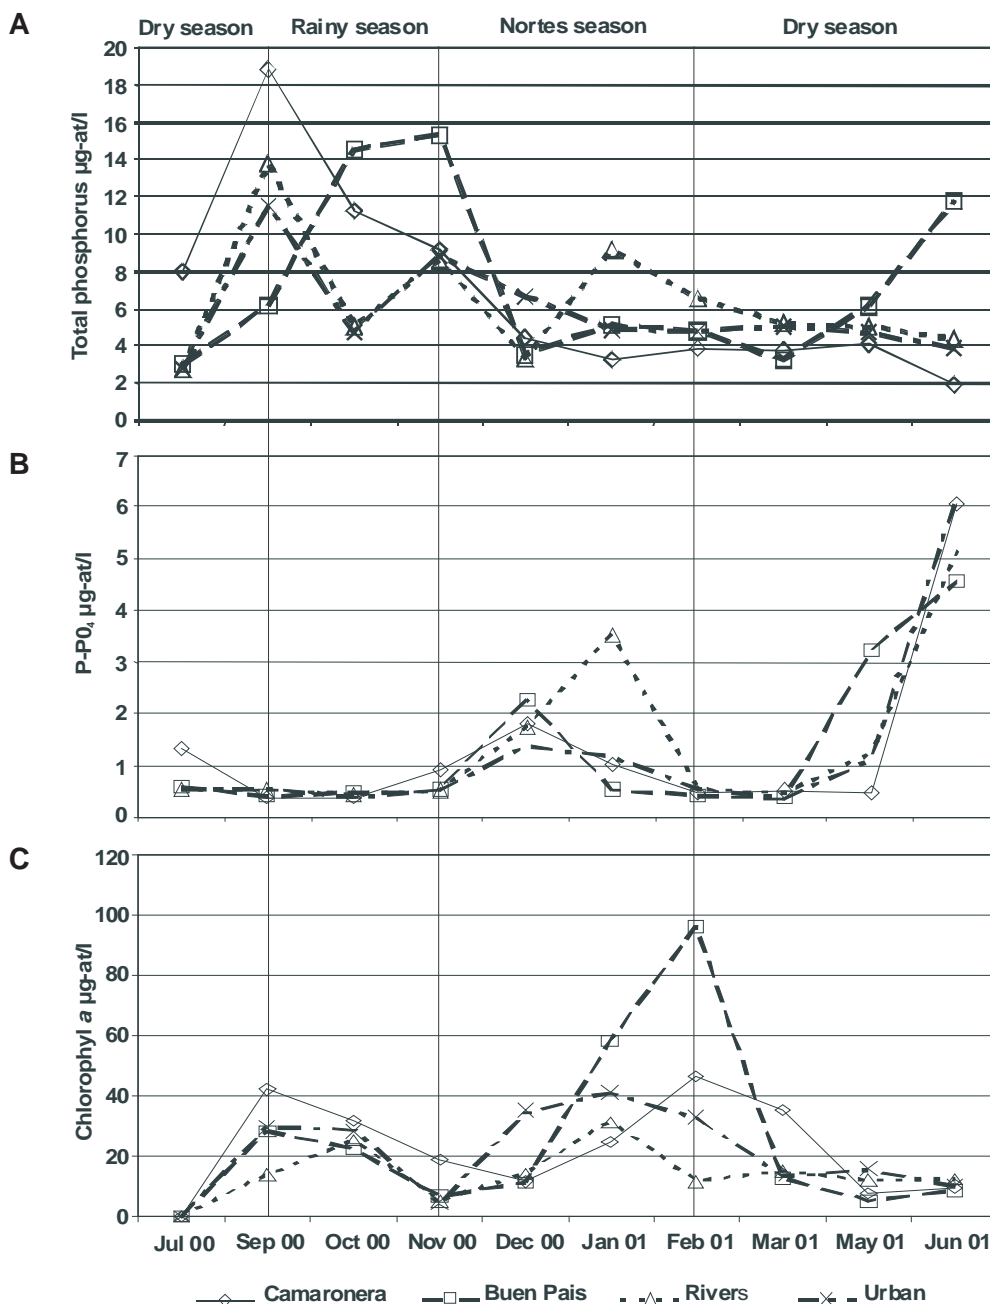 A
Dry season Rainy season Nortes season Dry season
Total phosphorus µg-at/l
20
18
16
14
12
10
8
6
4
2
0
B
P-P0₄ µg-at/l
7
6
5
4
3
2
1
0
C
Chlorophyl a µg-at/l
120
100
80
60
40
20
0
Jul 00 Sep 00 Oct 00 Nov 00 Dec 00 Jan 01 Feb 01 Mar 01 May 01 Jun 01
Camaronera Buen Pais Rivers Urban